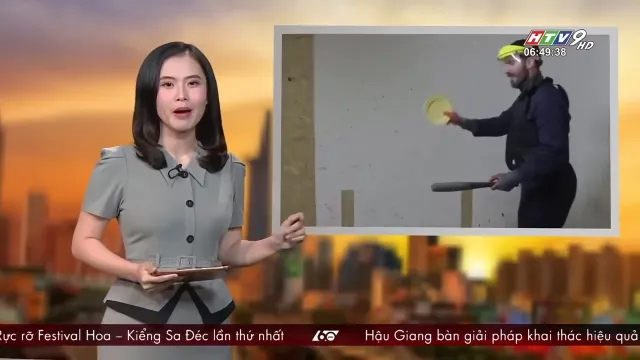 HTV9 HD
06:49:38
Rực rỡ Festival Hoa – Kiểng Sa Đéc lần thứ nhất
60
Hậu Giang bàn giải pháp khai thác hiệu quả